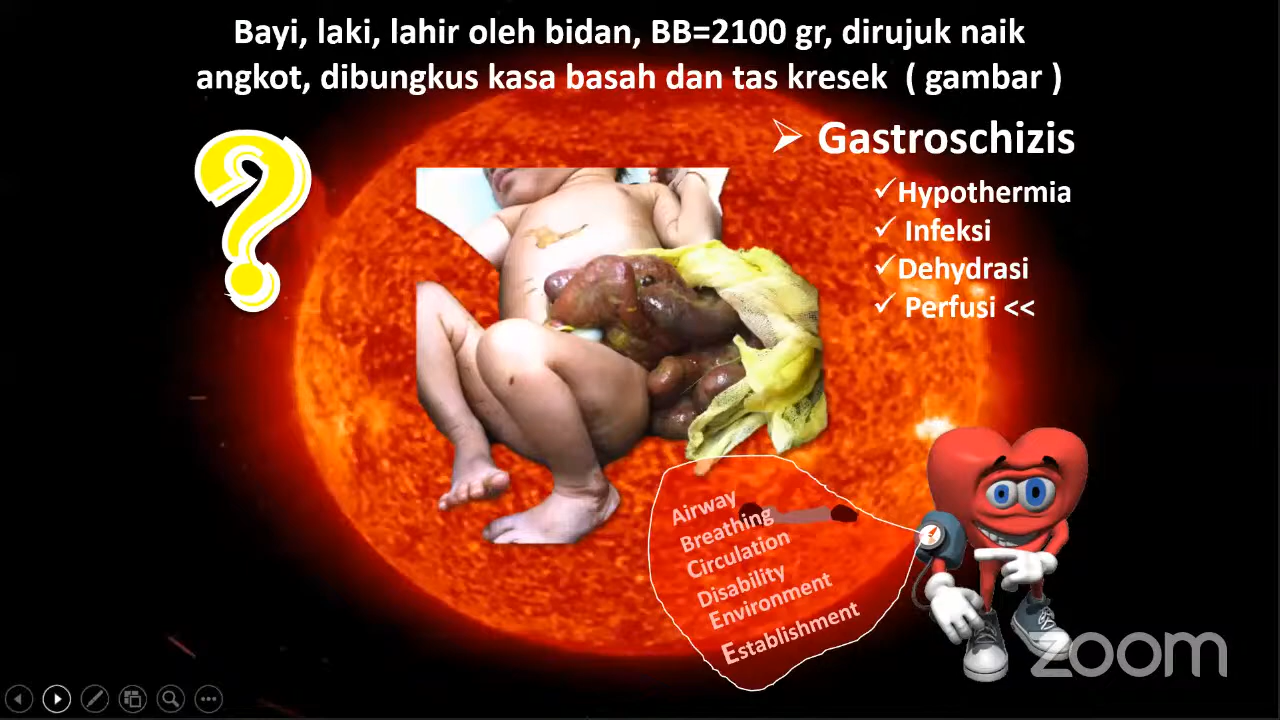 Bayi, laki, lahir oleh bidan, BB=2100 gr, dirujuk naik
angkot, dibungkus kasa basah dan tas kresek ( gambar )
?
➢ Gastroschizis
✓Hypothermia
✓ Infeksi
✓Dehydrasi
✓ Perfusi <<
Airway
Breathing
Circulation
Disability
Environment
Establishment
zoom